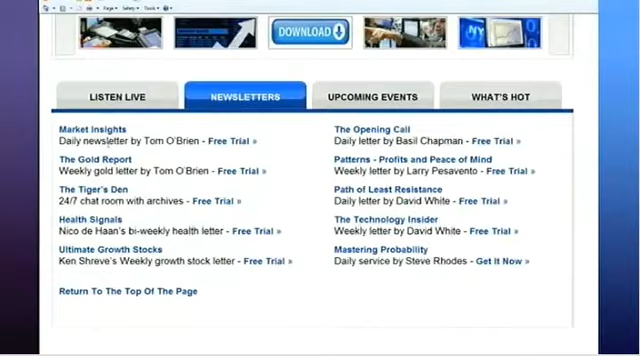 Page
Safety
Tools
DOWNLOAD
NY
LISTEN LIVE
NEWSLETTERS
UPCOMING EVENTS
WHAT'S HOT
Market Insights
Daily newsletter by Tom O'Brien - Free Trial »
The Gold Report
Weekly gold letter by Tom O'Brien - Free Trial »
The Tiger's Den
24/7 chat room with archives - Free Trial »
Health Signals
Nico de Haan's bi-weekly health letter - Free Trial »
Ultimate Growth Stocks
Ken Shreve's Weekly growth stock letter - Free Trial »
Return To The Top Of The Page
The Opening Call
Daily letter by Basil Chapman - Free Trial »
Patterns - Profits and Peace of Mind
Weekly letter by Larry Pesavento - Free Trial »
Path of Least Resistance
Daily letter by David White - Free Trial »
The Technology Insider
Weekly letter by David White - Free Trial »
Mastering Probability
Daily service by Steve Rhodes - Get It Now »